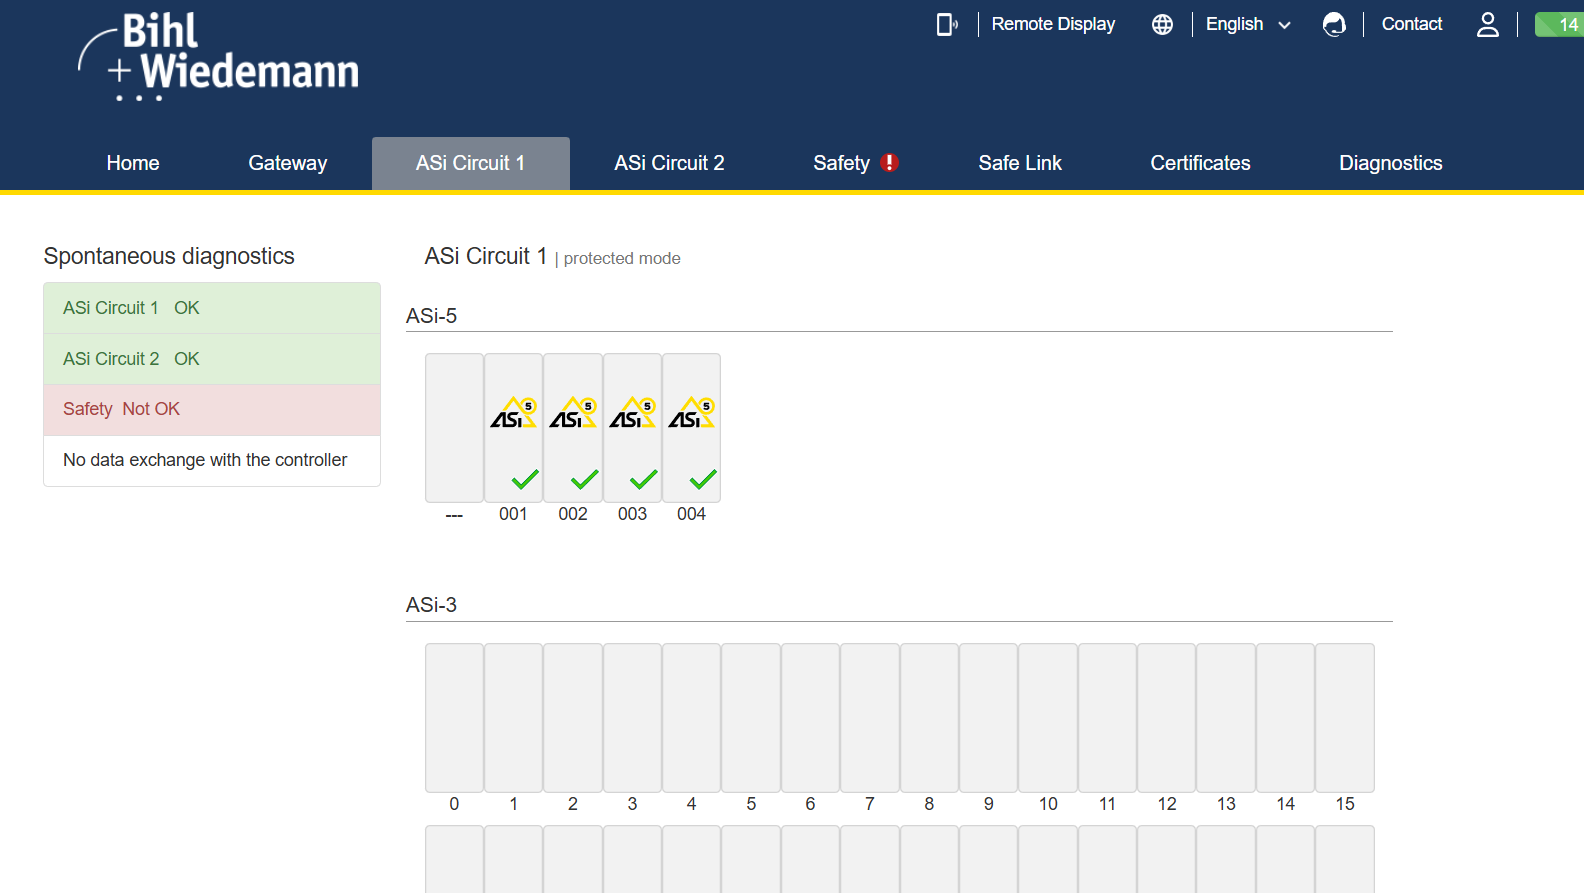 Bihl
+ Wiedemann
Remote Display
English
Contact
14
Home
Gateway
ASi Circuit 1
ASi Circuit 2
Safety !
Safe Link
Certificates
Diagnostics
Spontaneous diagnostics
ASi Circuit 1 OK
ASi Circuit 2 OK
Safety Not OK
No data exchange with the controller
ASi Circuit 1 | protected mode
ASi-5
ASi 5 ASi 5 ASi 5 ASi 5
--- 001 002 003 004
ASi-3
0 1 2 3 4 5 6 7 8 9 10 11 12 13 14 15